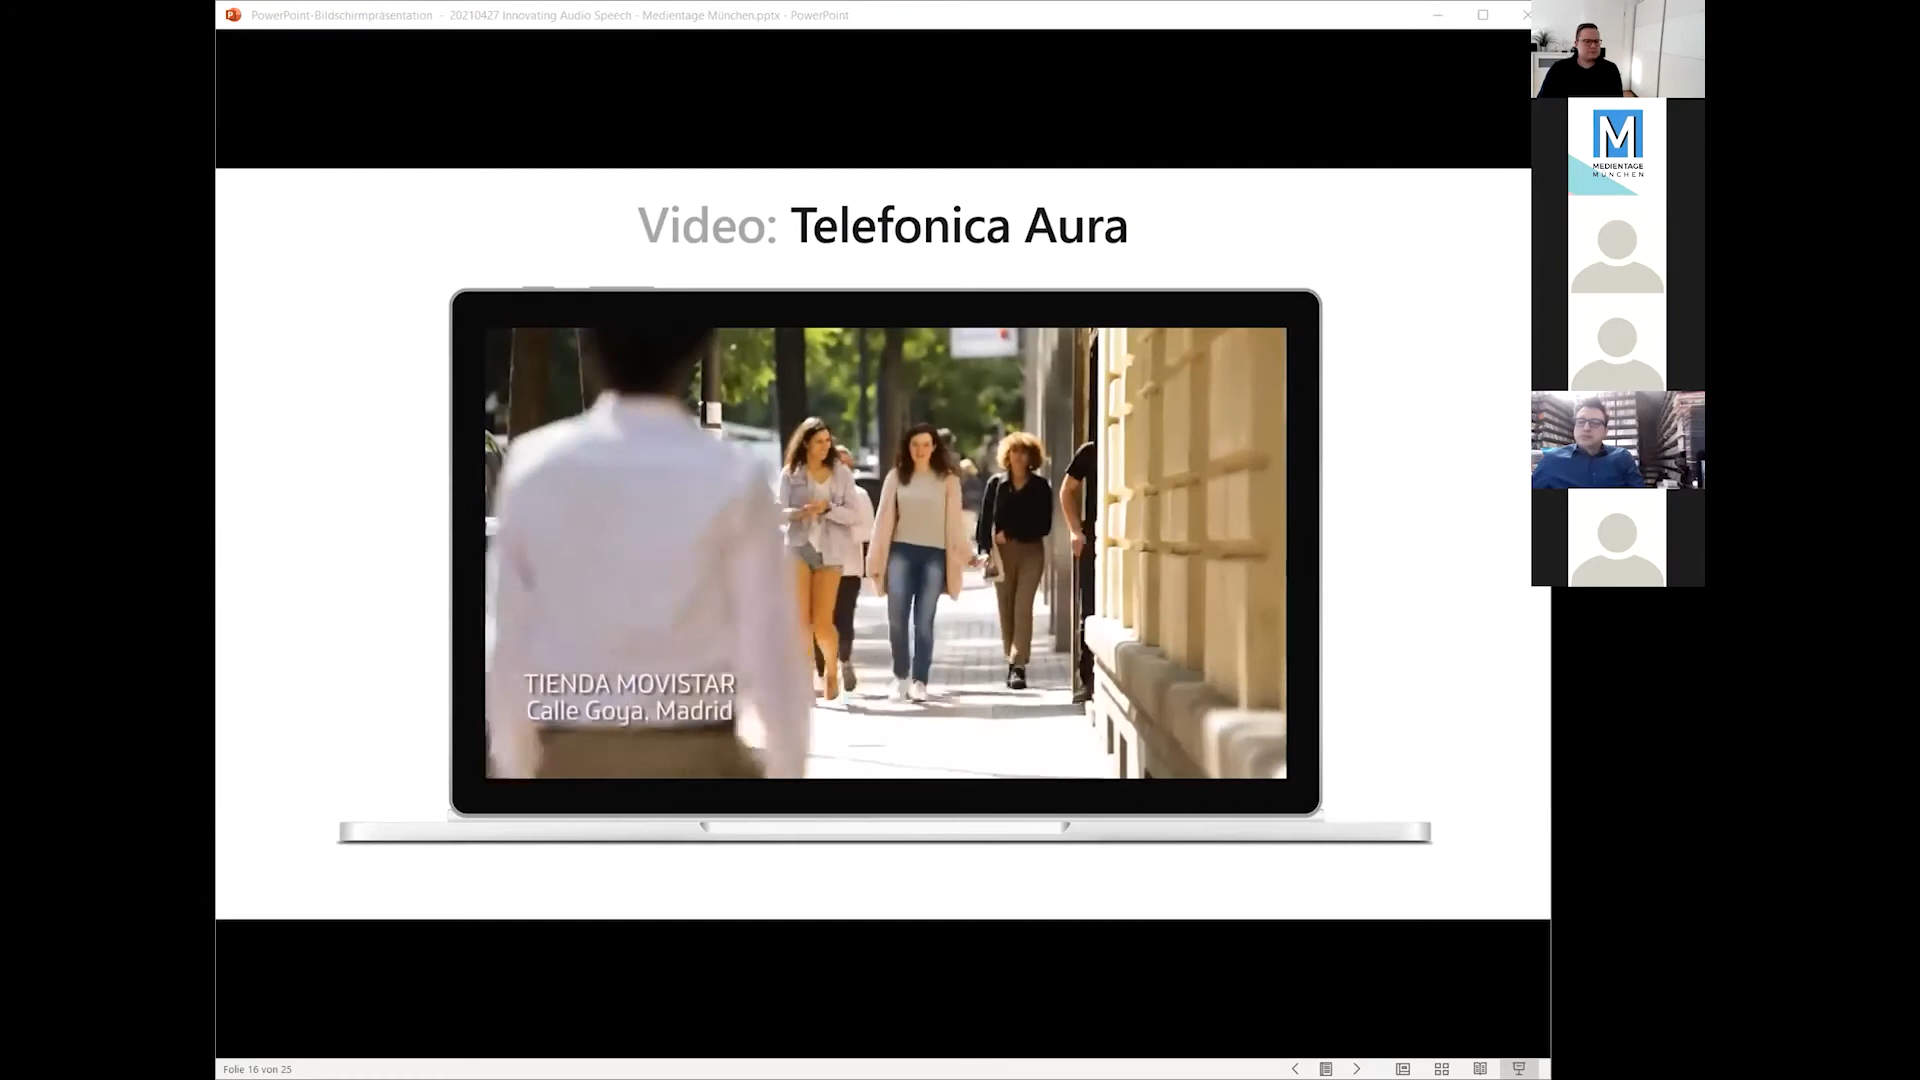 PowerPoint-Bildschirmpräsentation - 20210427 Innovating Audio Speech - Medientage München.pptx - PowerPoint
M
MEDIENTAGE
MÜNCHEN
Video: Telefonica Aura
TIENDA MOVISTAR
Calle Goya, Madrid
Folie 16 von 25